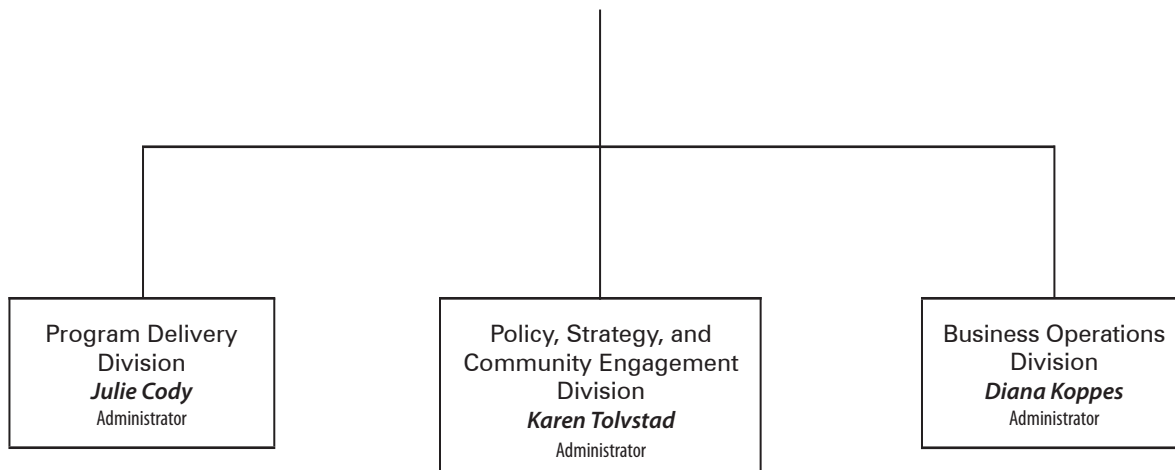 Program Delivery
Division
Julie Cody
Administrator
Policy, Strategy, and
Community Engagement
Division
Karen Tolvstad
Administrator
Business Operations
Division
Diana Koppes
Administrator